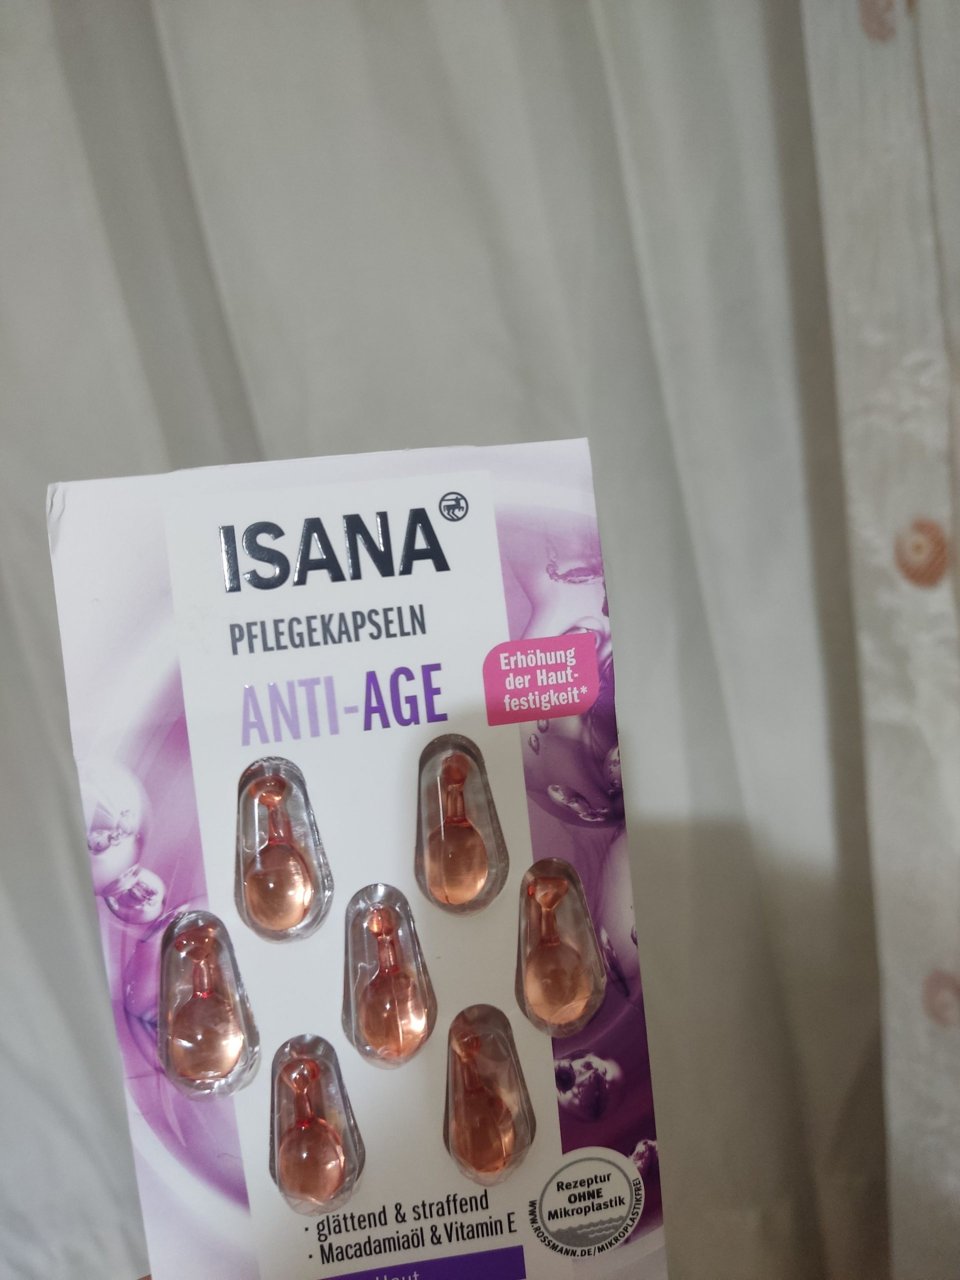 ISANA
PFLEGEKAPSELN
ANTI-AGE
Erhöhung
der Haut-
festigkeit*
· glättend & straffend
· Macadamiaöl & Vitamin E
Rezeptur
OHNE
Mikroplastik
WWW.ROSSMANN.DE/MIKROPLASTIKFREI
Haut